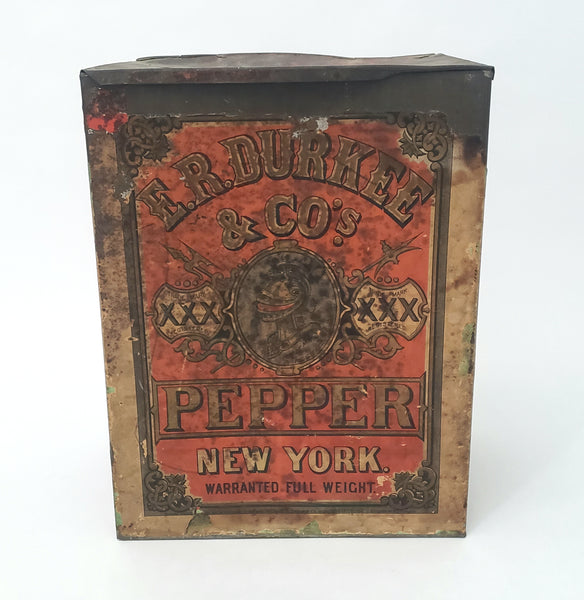 E.R. DURKEE
& CO'S
XXX
XXX
PEPPER
NEW YORK.
WARRANTED FULL WEIGHT.